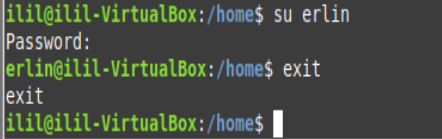 ilil@ilil-VirtualBox:/home$ su erlin
Password:
erlin@ilil-VirtualBox:/home$ exit
exit
ilil@ilil-VirtualBox:/home$